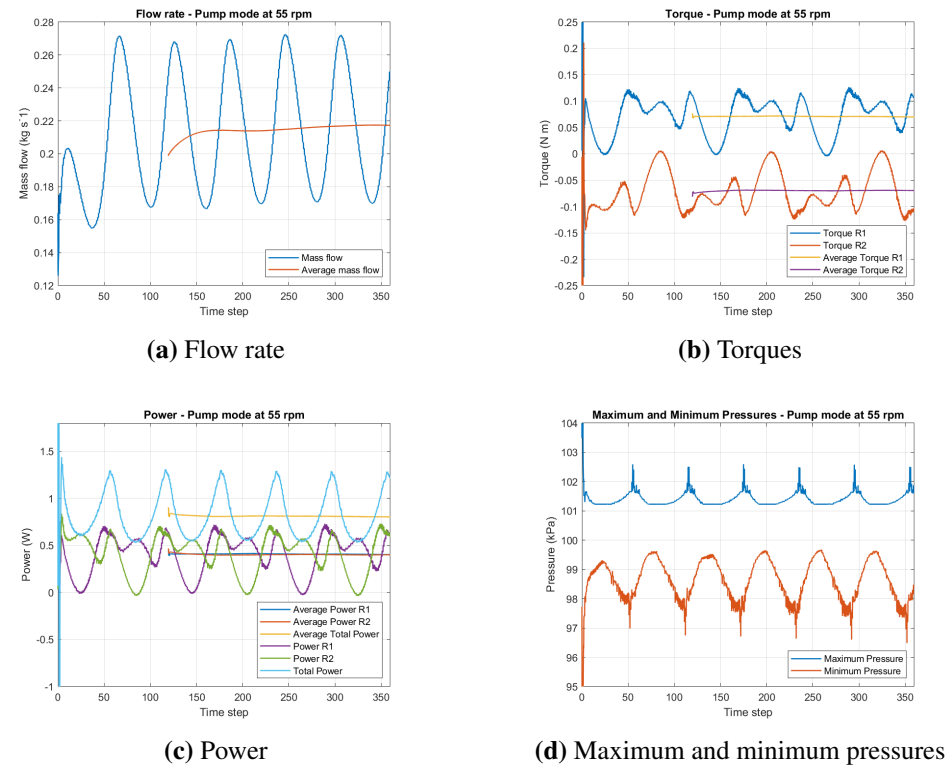 Flow rate - Pump mode at 55 rpm
0.28
0.26
0.24
0.22
0.2
0.18
0.16
0.14
0.12
Mass flow (kg s⁻1)
0 50 100 150 200 250 300 350
Time step
Mass flow
Average mass flow
(a) Flow rate
Torque - Pump mode at 55 rpm
0.25
0.2
0.15
0.1
0.05
0
-0.05
-0.1
-0.15
-0.2
-0.25
Torque (N m)
0 50 100 150 200 250 300 350
Time step
Torque R1
Torque R2
Average Torque R1
Average Torque R2
(b) Torques
Power - Pump mode at 55 rpm
1.5
1
0.5
0
-0.5
-1
Power (W)
0 50 100 150 200 250 300 350
Time step
Average Power R1
Average Power R2
Average Total Power
Power R1
Power R2
Total Power
(c) Power
Maximum and Minimum Pressures - Pump mode at 55 rpm
104
103
102
101
100
99
98
97
96
95
Pressure (kPa)
0 50 100 150 200 250 300 350
Time step
Maximum Pressure
Minimum Pressure
(d) Maximum and minimum pressures